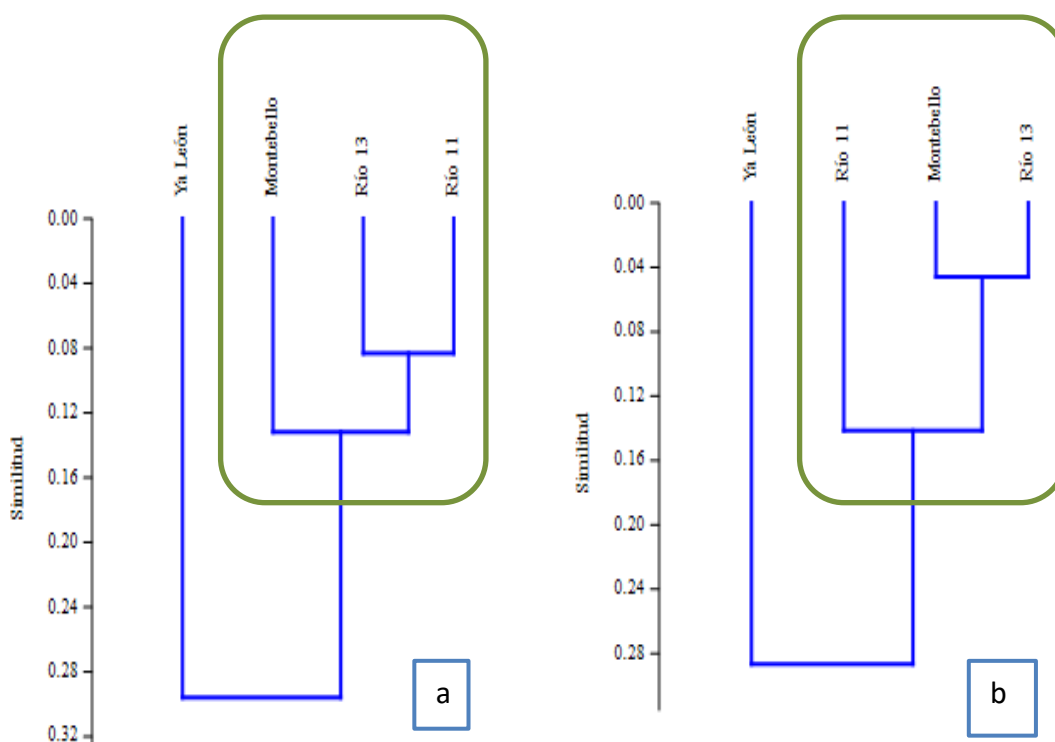 Ya León
Montebello
Río 13
Río 11
0.00
0.04
0.08
0.12
0.16
0.20
0.24
0.28
0.32
Similitud
a
Ya León
Río 11
Montebello
Río 13
0.00
0.04
0.08
0.12
0.16
0.20
0.24
0.28
Similitud
b